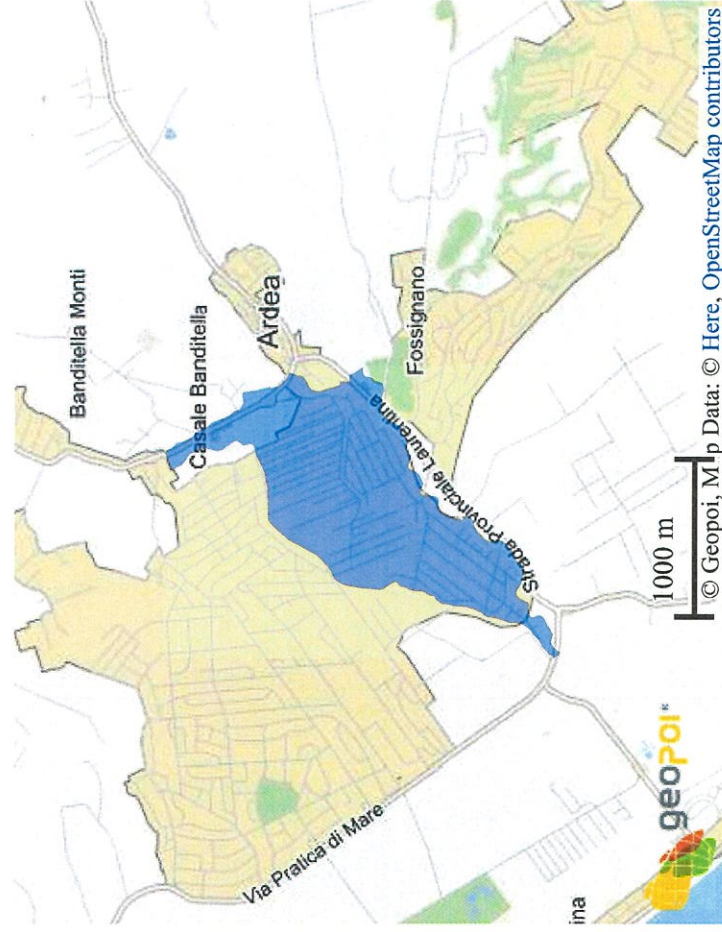 Banditella Monti
Casale Banditella
Ardea
Fossignano
Strada Provinciale Laurentina
Via Pratica di Mare
1000 m
ina
geopoi®
© Geopoi, Map Data: © Here, OpenStreetMap contributors